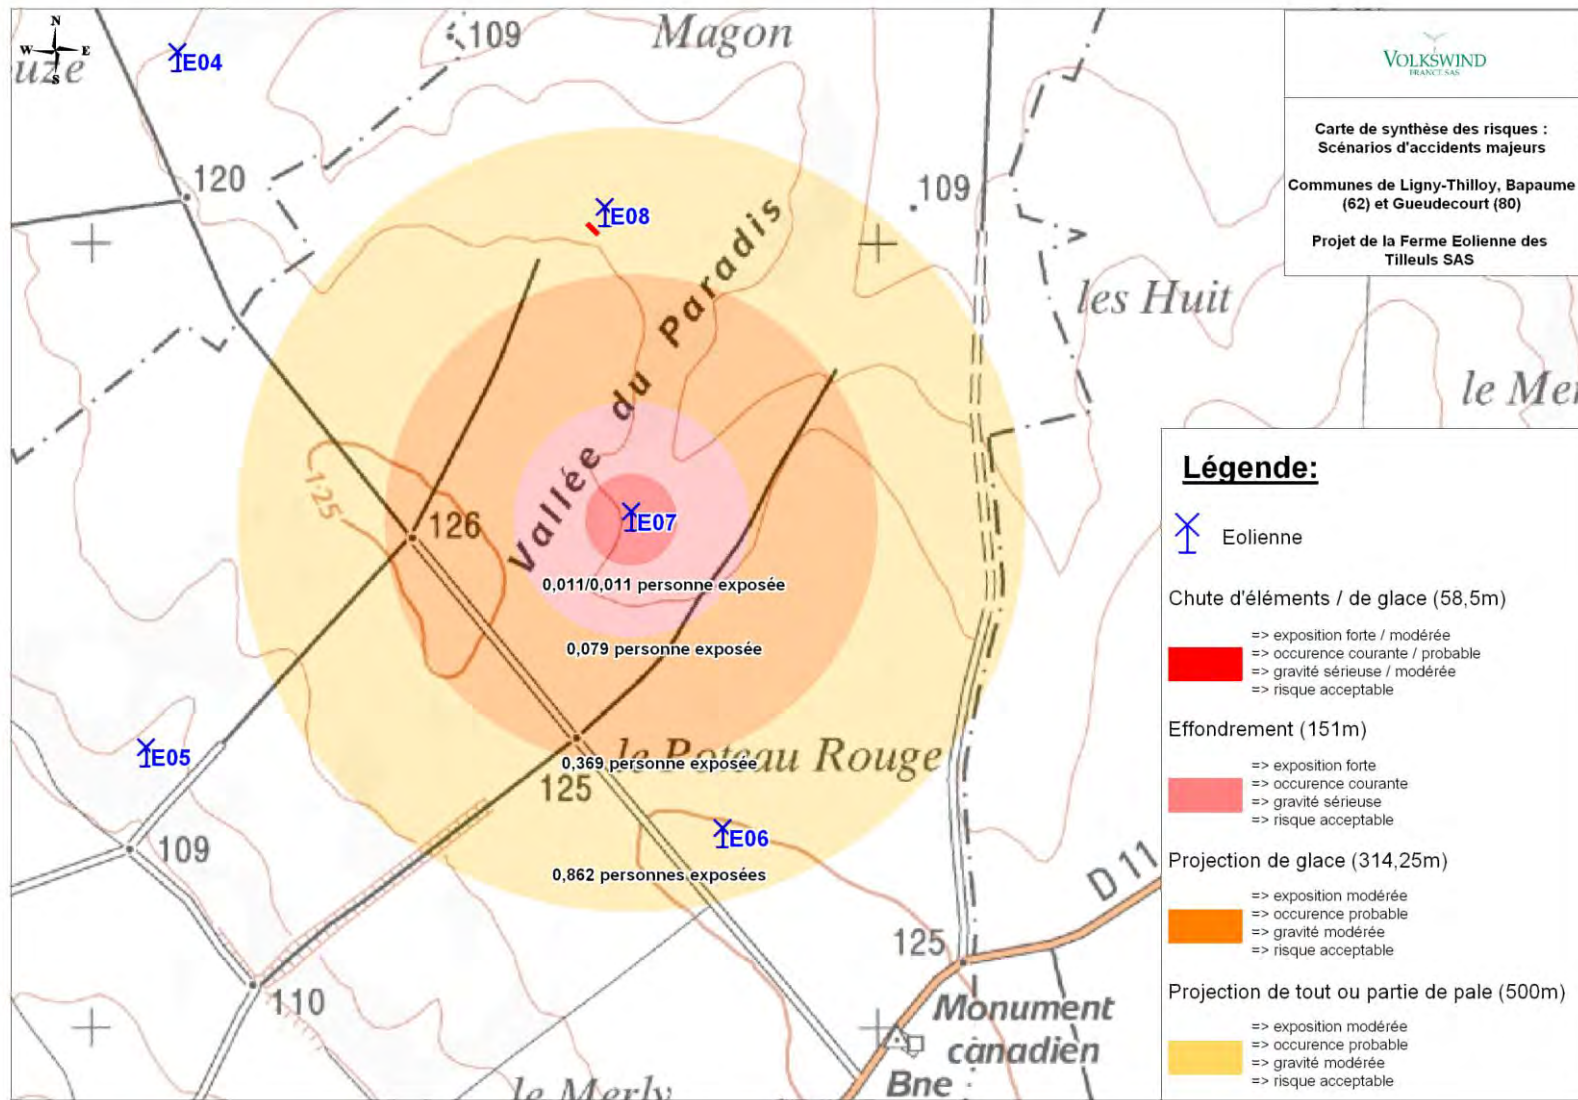 N
W E
S
ouze
E04
109
Magon
VOLKSWIND
FRANCE SAS
Carte de synthèse des risques :
Scénarios d'accidents majeurs
Communes de Ligny-Thilloy, Bapaume
(62) et Gueudecourt (80)
Projet de la Ferme Eolienne des
Tilleuls SAS
120
E08
109
Vallée du Paradis
les Huit
le Mer
125
126
E07
0,011/0,011 personne exposée
0,079 personne exposée
le Poteau Rouge
0,369 personne exposée
125
E05
E06
109
0,862 personnes exposées
D 11
125
110
Monument
canadien
Bne
le Merly
Légende:
Eolienne
Chute d'éléments / de glace (58,5m)
=> exposition forte / modérée
=> occurence courante / probable
=> gravité sérieuse / modérée
=> risque acceptable
Effondrement (151m)
=> exposition forte
=> occurence courante
=> gravité sérieuse
=> risque acceptable
Projection de glace (314,25m)
=> exposition modérée
=> occurence probable
=> gravité modérée
=> risque acceptable
Projection de tout ou partie de pale (500m)
=> exposition modérée
=> occurence probable
=> gravité modérée
=> risque acceptable